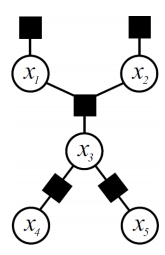 x₁ x₂
x₃
x₄ x₅